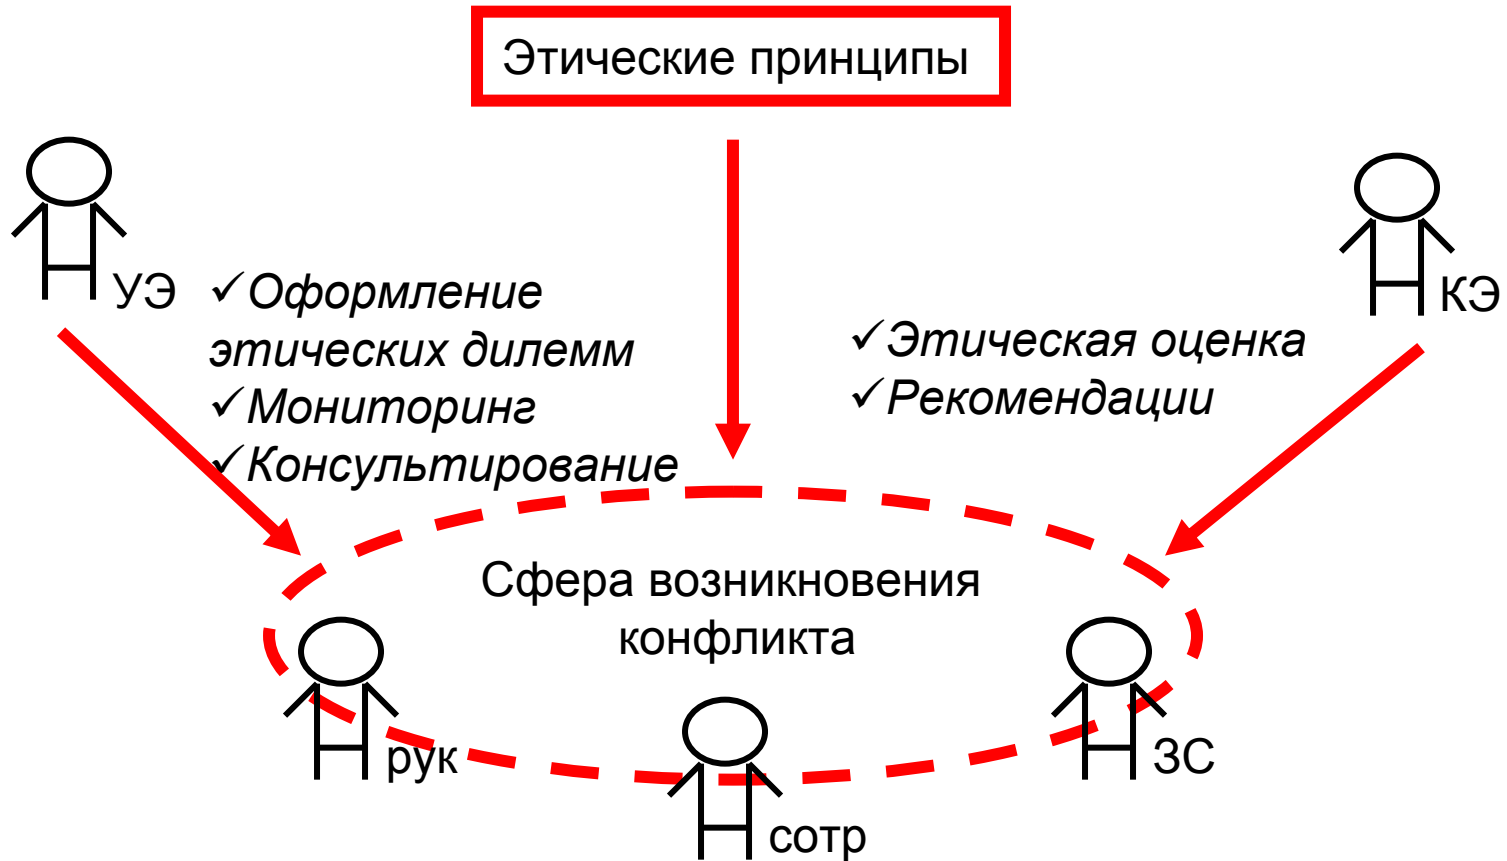 Этические принципы
УЭ
✓Оформление
этических дилемм
✓Мониторинг
✓Консультирование
КЭ
✓Этическая оценка
✓Рекомендации
Сфера возникновения
конфликта
рук
сотр
ЗС